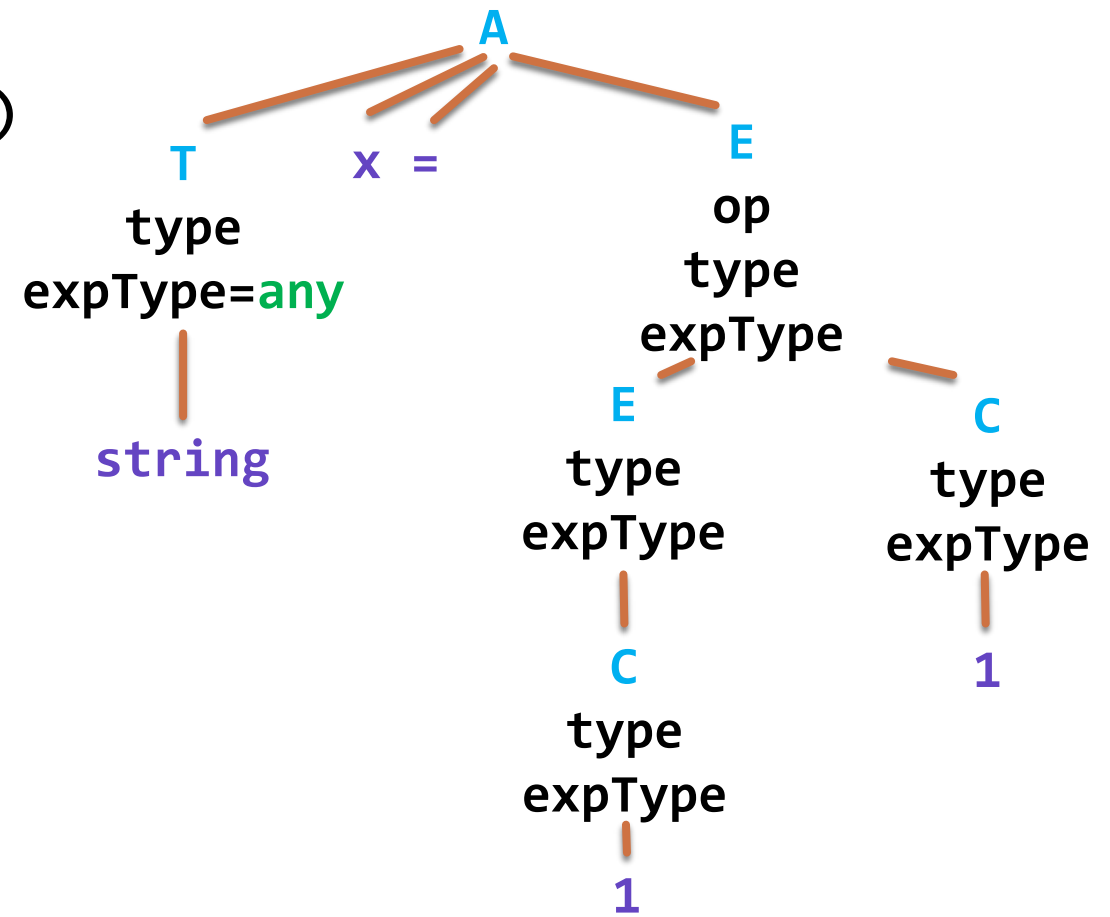 A
T x = E
type
expType=any
string
op
type
expType
E
type
expType
C
type
expType
1
C
type
expType
1